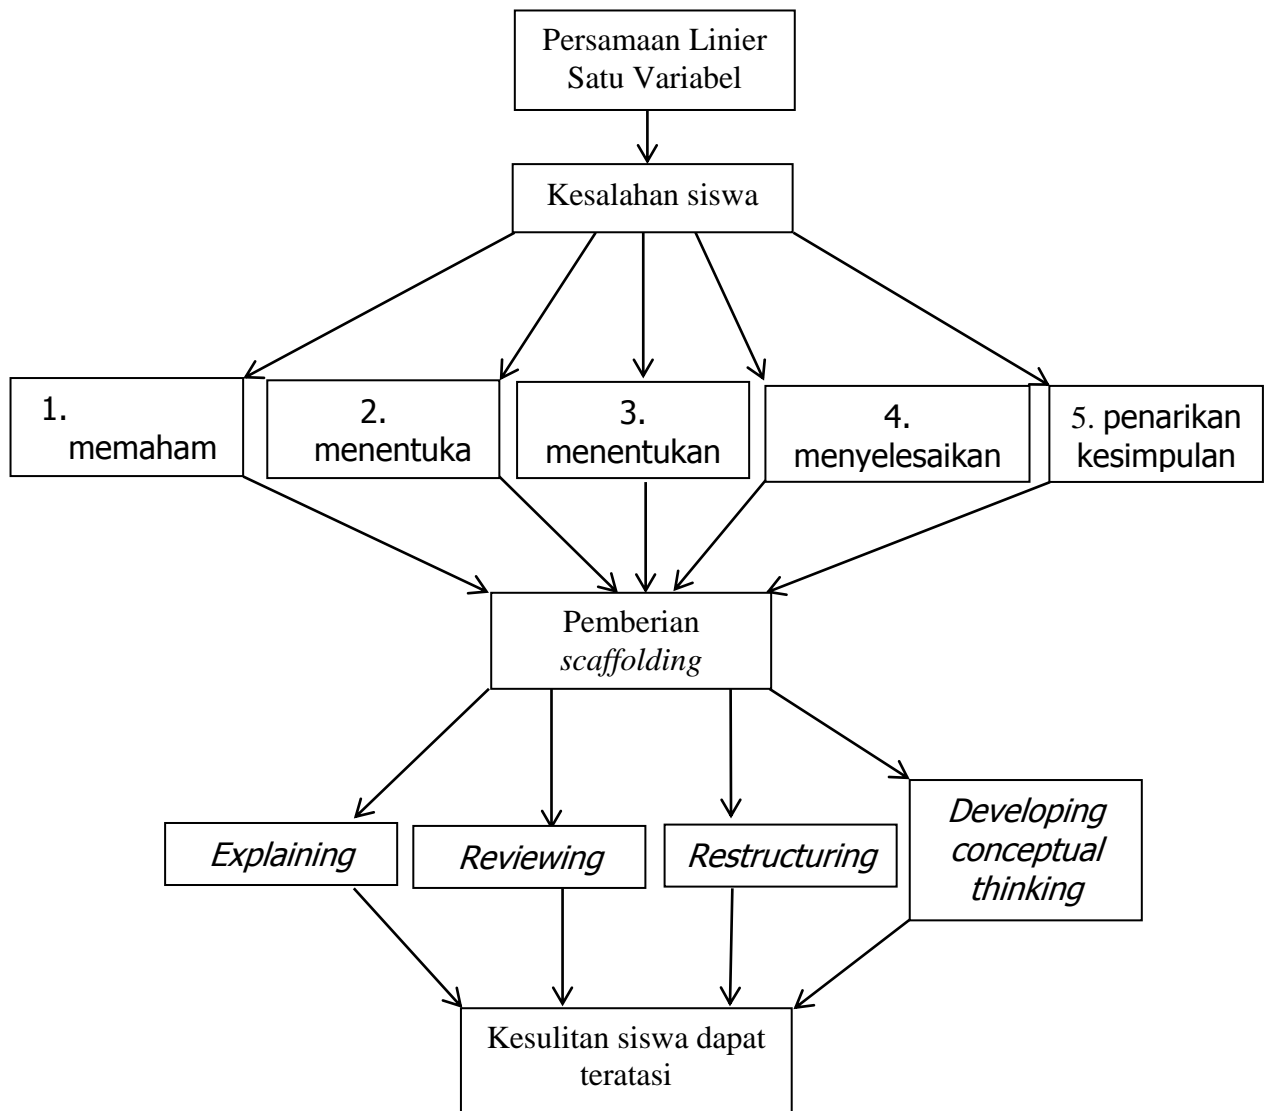 Persamaan Linier
Satu Variabel
Kesalahan siswa
1.
memaham
2.
menentuka
3.
menentukan
4.
menyelesaikan
5. penarikan
kesimpulan
Pemberian
scaffolding
Explaining
Reviewing
Restructuring
Developing
conceptual
thinking
Kesulitan siswa dapat
teratasi